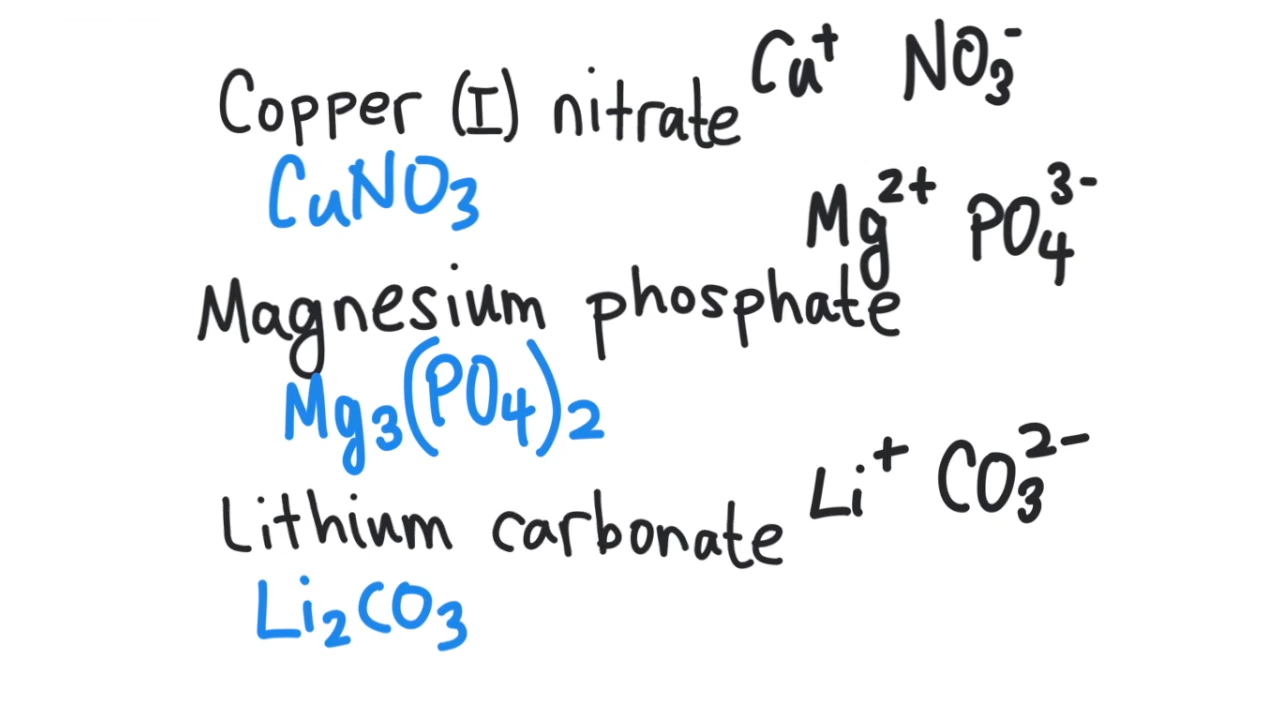 Copper (I) nitrate Cu⁺ NO₃⁻
CuNO₃
Mg²⁺ PO₄³⁻
Magnesium phosphate
Mg₃(PO₄)₂
Lithium carbonate Li⁺ CO₃²⁻
Li₂CO₃